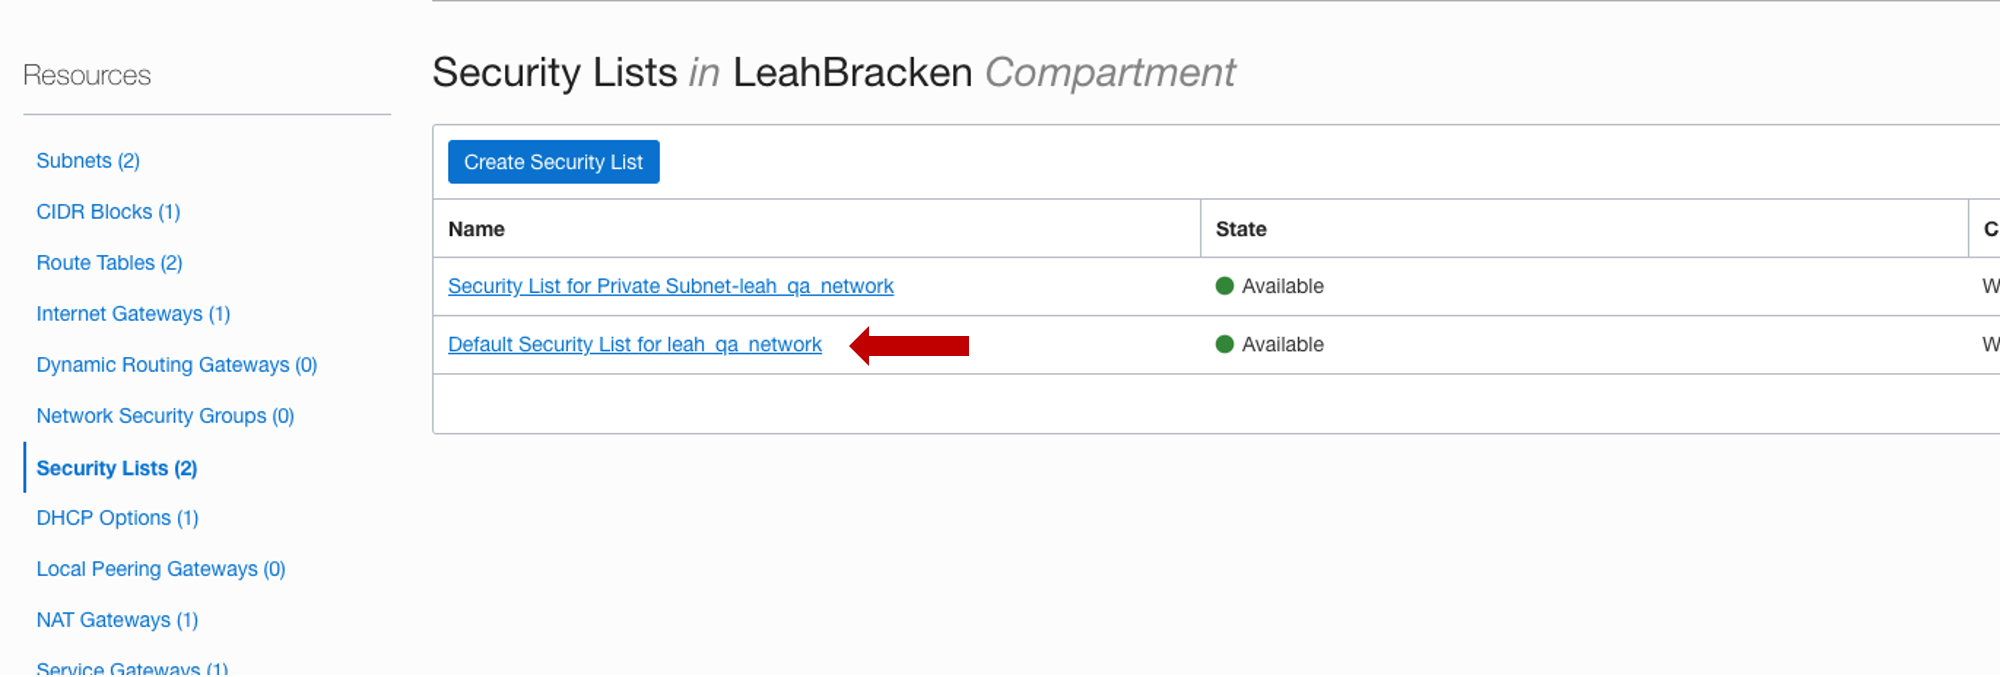 Resources
Subnets (2)
CIDR Blocks (1)
Route Tables (2)
Internet Gateways (1)
Dynamic Routing Gateways (0)
Network Security Groups (0)
Security Lists (2)
DHCP Options (1)
Local Peering Gateways (0)
NAT Gateways (1)
Service Gateways (1)
Security Lists in LeahBracken Compartment
Create Security List
Name State C
Security List for Private Subnet-leah_qa_network Available W
Default Security List for leah_qa_network Available W